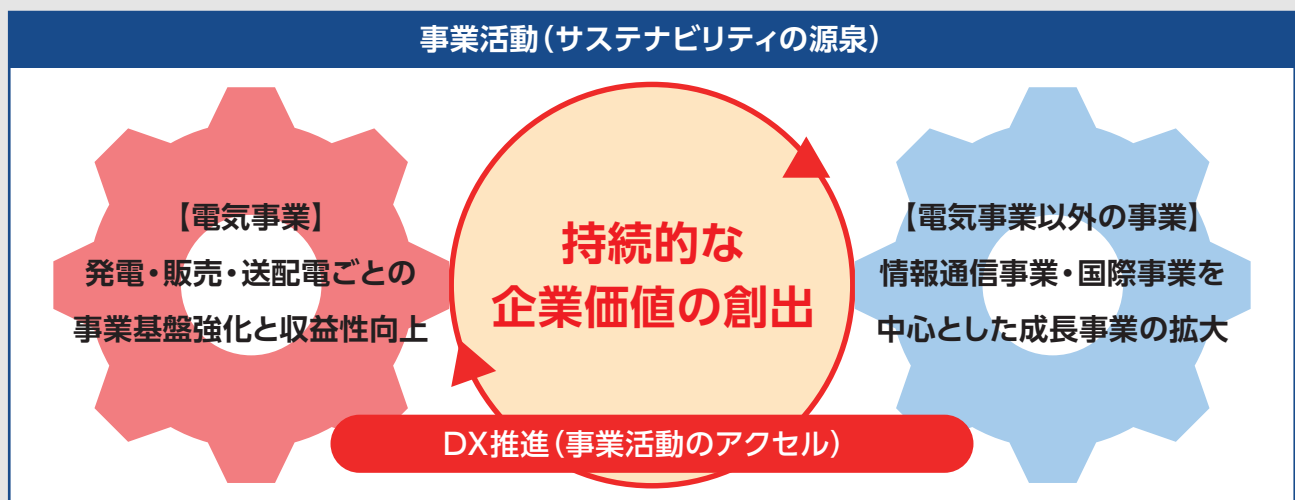 事業活動（サステナビリティの源泉）
【電気事業】
発電・販売・送配電ごとの
事業基盤強化と収益性向上
持続的な
企業価値の創出
【電気事業以外の事業】
情報通信事業・国際事業を
中心とした成長事業の拡大
DX推進（事業活動のアクセル）